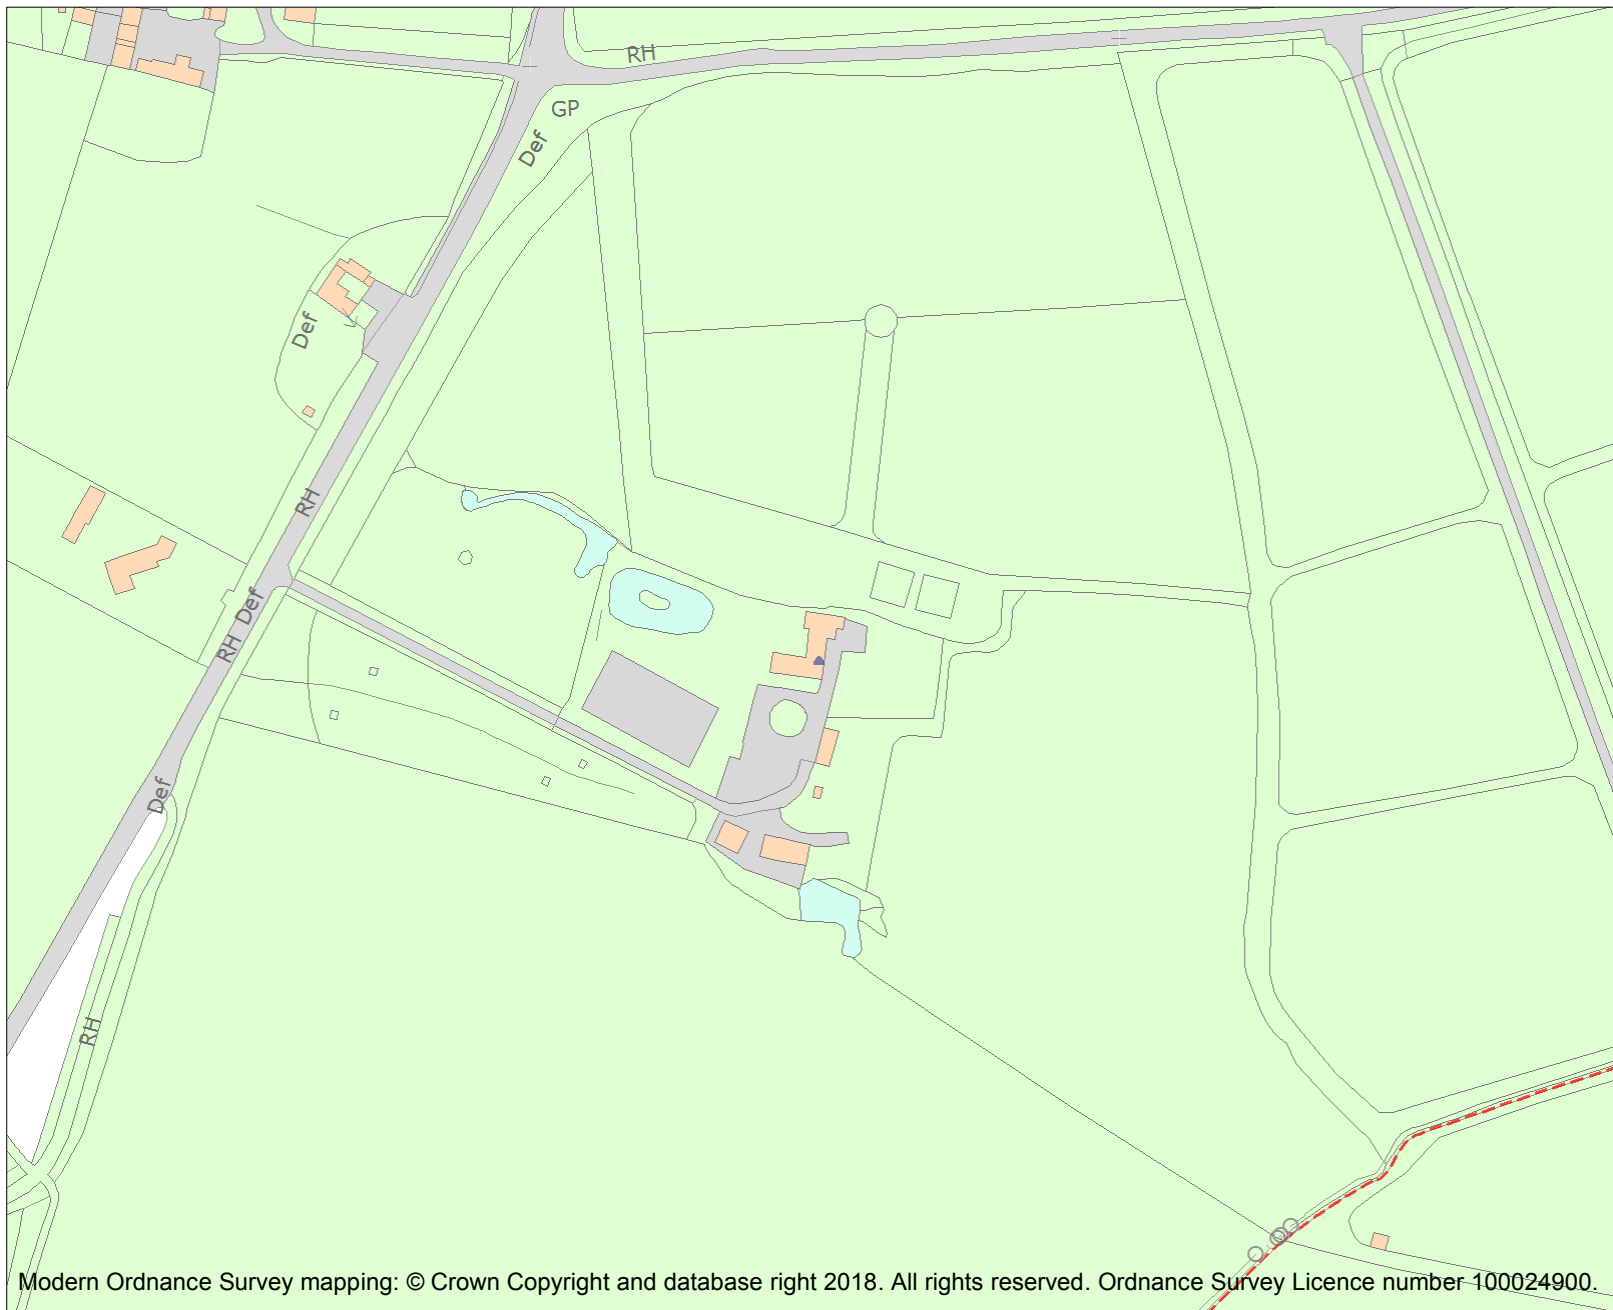 RH
GP
Def
Def
RH
Def
RH
Def
RH
Modern Ordnance Survey mapping: © Crown Copyright and database right 2018. All rights reserved. Ordnance Survey Licence number 100024900.